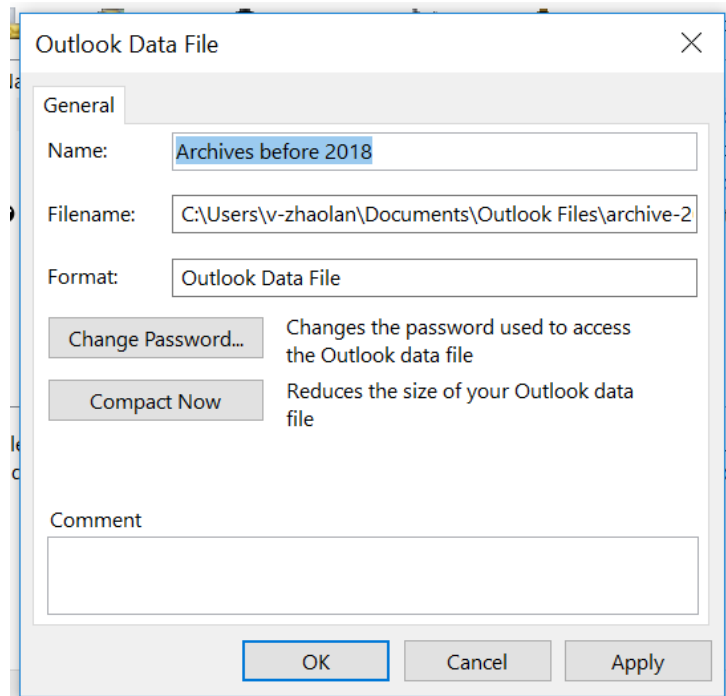 Outlook Data File
General
Name:
Archives before 2018
Filename:
C:\Users\v-zhaolan\Documents\Outlook Files\archive-2
Format:
Outlook Data File
Change Password...
Changes the password used to access
the Outlook data file
Compact Now
Reduces the size of your Outlook data
file
Comment
OK
Cancel
Apply